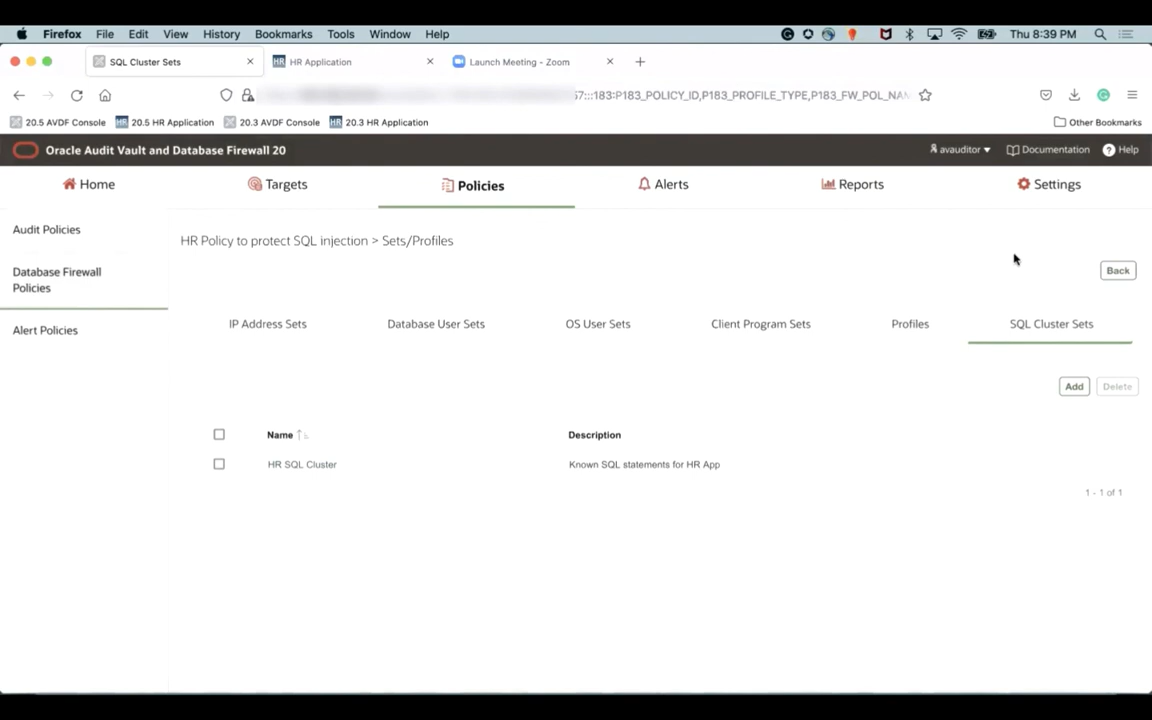 Firefox File Edit View History Bookmarks Tools Window Help Thu 8:39 PM
SQL Cluster Sets HR HR Application Launch Meeting - Zoom
7:::183:P183_POLICY_ID,P183_PROFILE_TYPE,P183_FW_POL_NAM
20.5 AVDF Console HR 20.5 HR Application 20.3 AVDF Console HR 20.3 HR Application Other Bookmarks
Oracle Audit Vault and Database Firewall 20 avauditor Documentation Help
Home Targets Policies Alerts Reports Settings
Audit Policies
HR Policy to protect SQL injection > Sets/Profiles
Database Firewall
Policies
Back
Alert Policies
IP Address Sets Database User Sets OS User Sets Client Program Sets Profiles SQL Cluster Sets
Add Delete
Name Description
HR SQL Cluster Known SQL statements for HR App
1 - 1 of 1